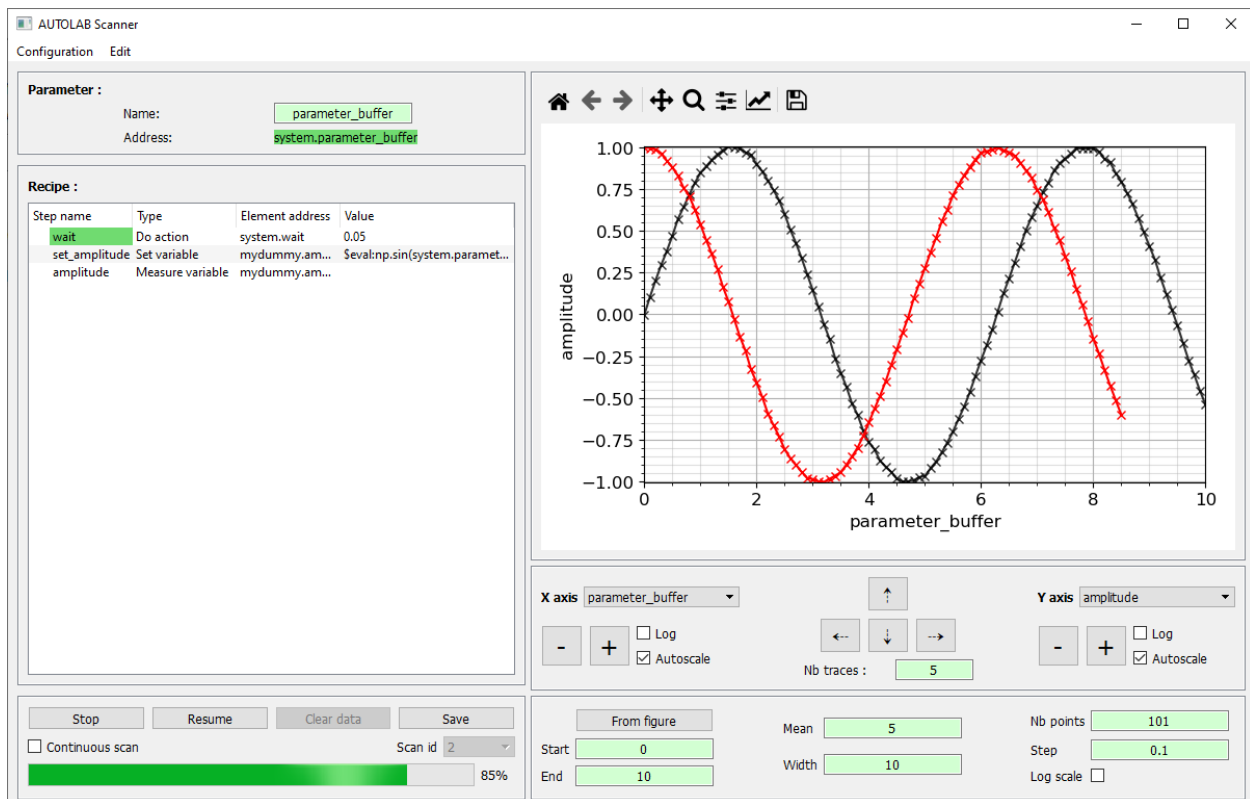 AUTOLAB Scanner
Configuration Edit
Parameter :
Name: parameter_buffer
Address: system.parameter_buffer
Recipe :
Step name Type Element address Value
wait Do action system.wait 0.05
set_amplitude Set variable mydummy.am... $eval:np.sin(system.paramet...
amplitude Measure variable mydummy.am...
Stop Resume Clear data Save
Continuous scan Scan id 2
85%
1.00
0.75
0.50
0.25
0.00
−0.25
−0.50
−0.75
−1.00
amplitude
0 2 4 6 8 10
parameter_buffer
X axis parameter_buffer
- + Log
Autoscale
Nb traces : 5
Y axis amplitude
- + Log
Autoscale
From figure
Start 0
End 10
Mean 5
Width 10
Nb points 101
Step 0.1
Log scale